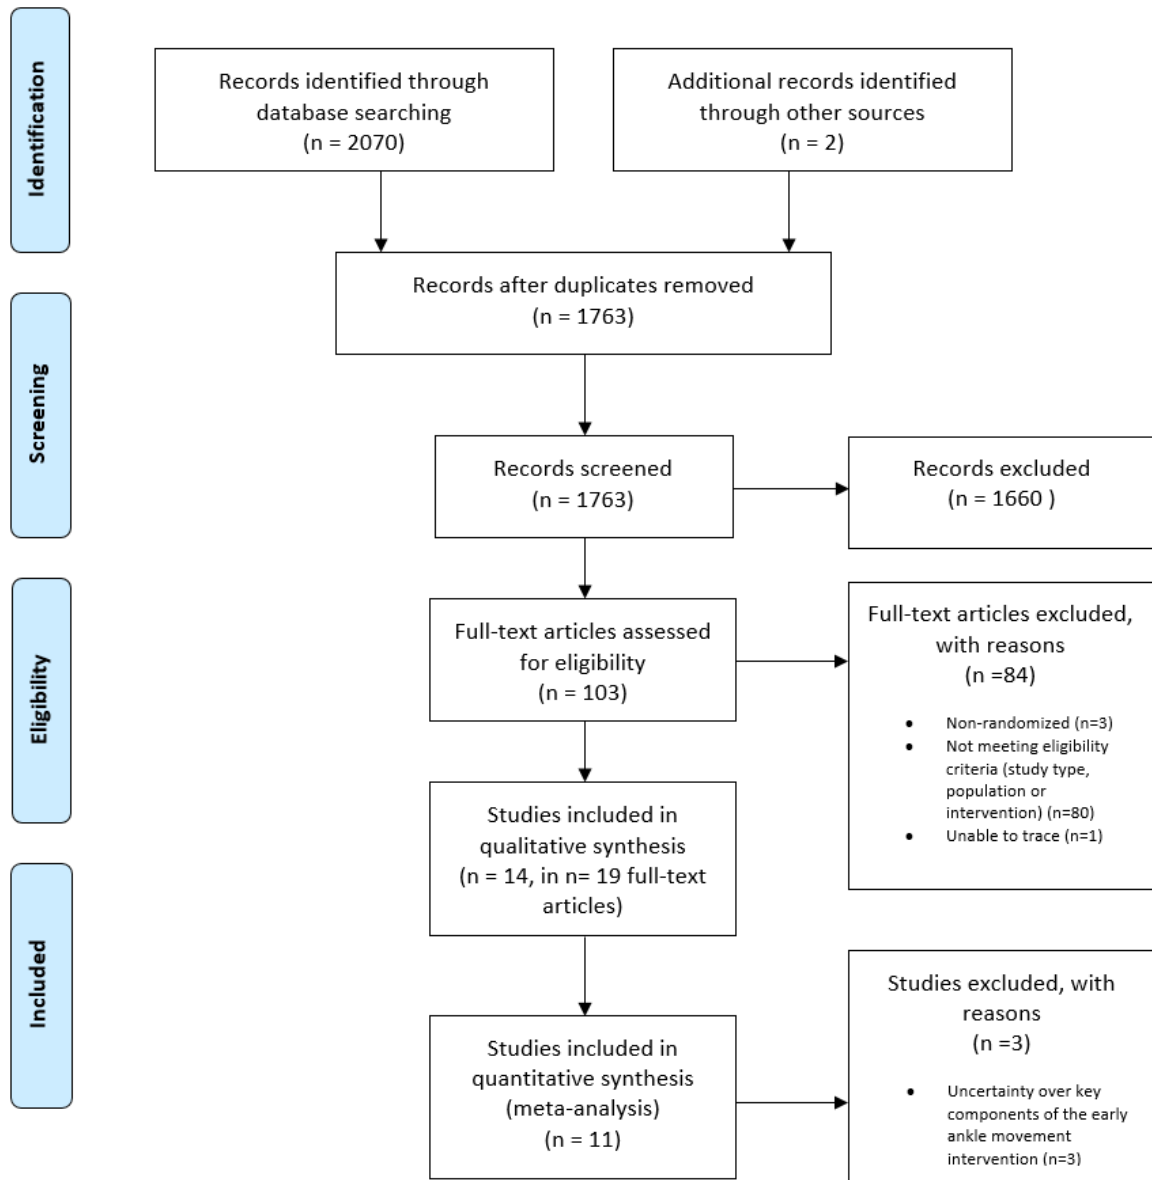 Identification
Records identified through
database searching
(n = 2070)
Additional records identified
through other sources
(n = 2)
Records after duplicates removed
(n = 1763)
Screening
Records screened
(n = 1763)
Records excluded
(n = 1660 )
Eligibility
Full-text articles assessed
for eligibility
(n = 103)
Full-text articles excluded,
with reasons
(n =84)
• Non-randomized (n=3)
• Not meeting eligibility
criteria (study type,
population or
intervention) (n=80)
• Unable to trace (n=1)
Studies included in
qualitative synthesis
(n = 14, in n= 19 full-text
articles)
Included
Studies included in
quantitative synthesis
(meta-analysis)
(n = 11)
Studies excluded, with
reasons
(n =3)
• Uncertainty over key
components of the early
ankle movement
intervention (n=3)